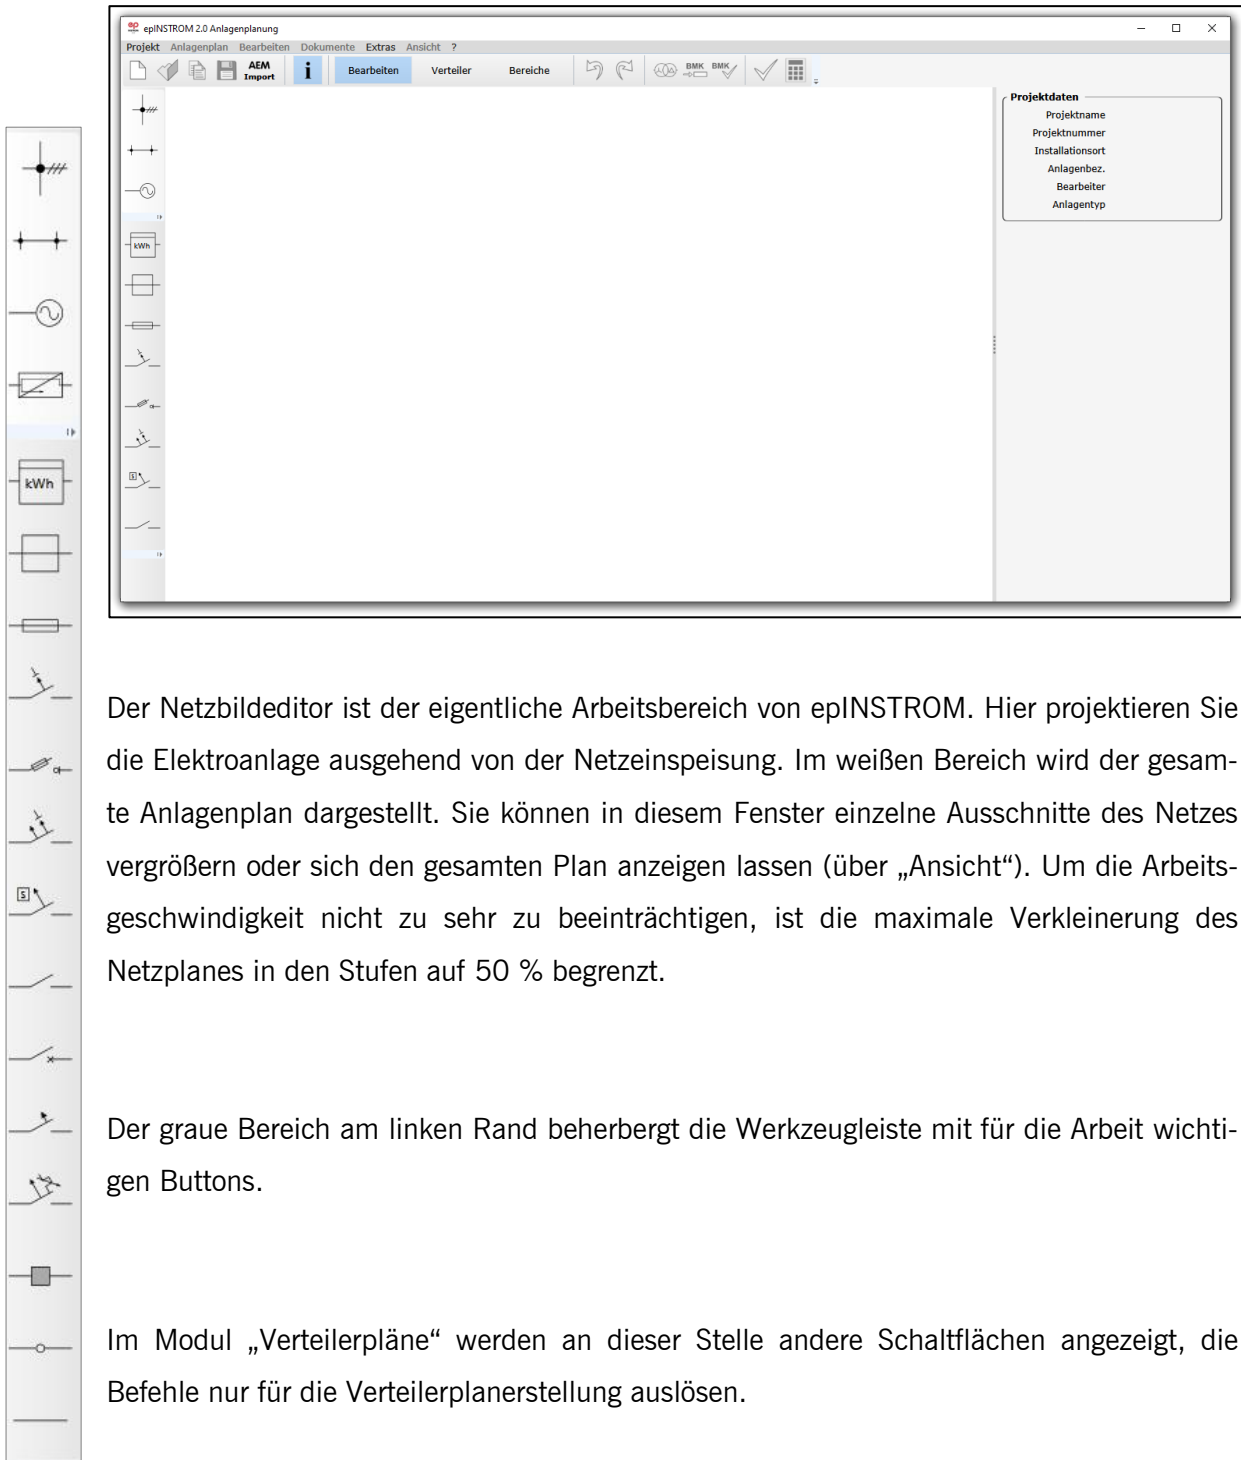 epINSTROM 2.0 Anlagenplanung
Projekt Anlagenplan Bearbeiten Dokumente Extras Ansicht ?
AEM Import i Bearbeiten Verteiler Bereiche BMK BMK
Projektdaten
Projektname
Projektnummer
Installationsort
Anlagenbez.
Bearbeiter
Anlagentyp
kWh
S
kWh
S
Der Netzbildeditor ist der eigentliche Arbeitsbereich von epINSTROM. Hier projektieren Sie
die Elektroanlage ausgehend von der Netzeinspeisung. Im weißen Bereich wird der gesam-
te Anlagenplan dargestellt. Sie können in diesem Fenster einzelne Ausschnitte des Netzes
vergrößern oder sich den gesamten Plan anzeigen lassen (über „Ansicht“). Um die Arbeits-
geschwindigkeit nicht zu sehr zu beeinträchtigen, ist die maximale Verkleinerung des
Netzplanes in den Stufen auf 50 % begrenzt.
Der graue Bereich am linken Rand beherbergt die Werkzeugleiste mit für die Arbeit wichti-
gen Buttons.
Im Modul „Verteilerpläne“ werden an dieser Stelle andere Schaltflächen angezeigt, die
Befehle nur für die Verteilerplanerstellung auslösen.